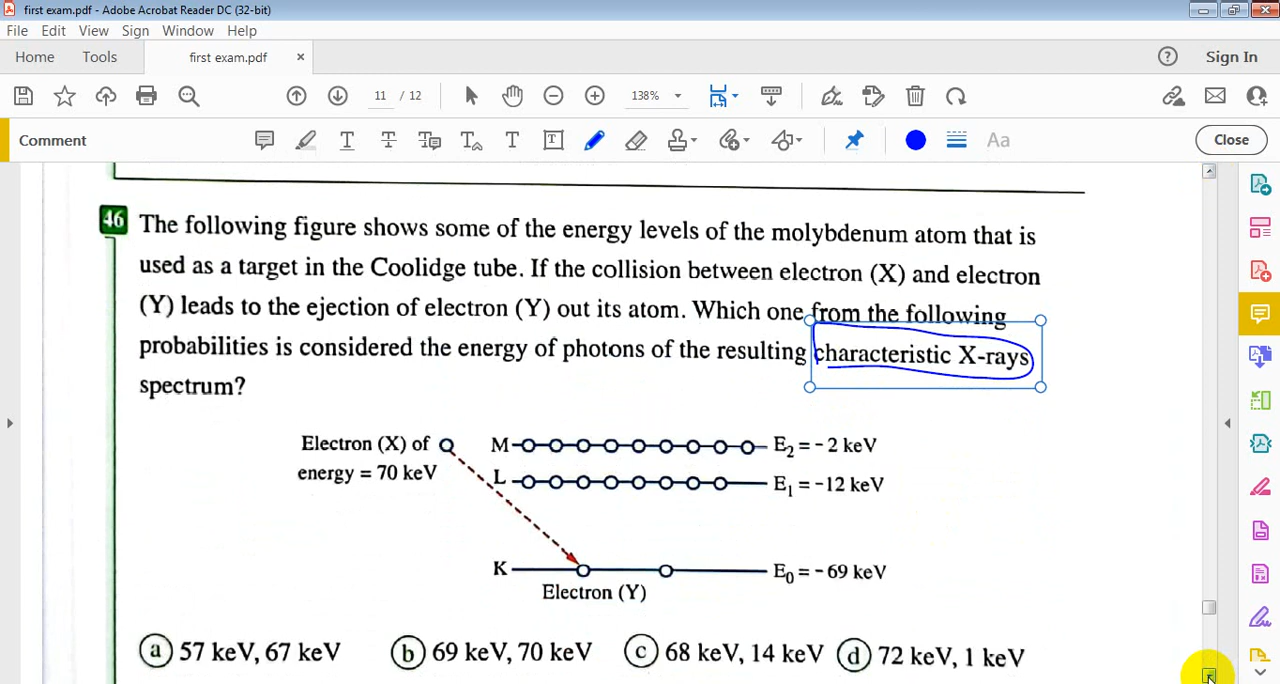 first exam.pdf - Adobe Acrobat Reader DC (32-bit)
File Edit View Sign Window Help
Home Tools first exam.pdf × Sign In
11 / 12 138%
Comment Aa Close
46 The following figure shows some of the energy levels of the molybdenum atom that is
used as a target in the Coolidge tube. If the collision between electron (X) and electron
(Y) leads to the ejection of electron (Y) out its atom. Which one from the following
probabilities is considered the energy of photons of the resulting characteristic X-rays
spectrum?
Electron (X) of M E₂ = – 2 keV
energy = 70 keV L E₁ = –12 keV
K E₀ = – 69 keV
Electron (Y)
a 57 keV, 67 keV b 69 keV, 70 keV c 68 keV, 14 keV d 72 keV, 1 keV